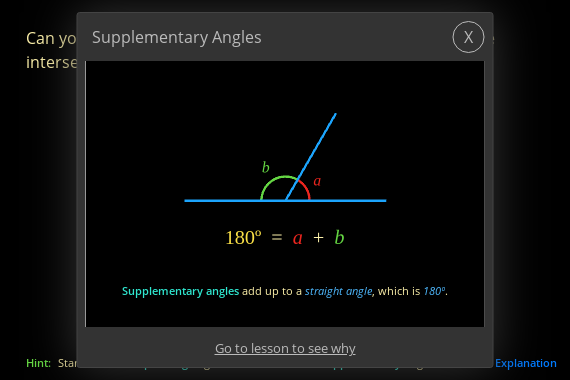 Can yo
interse
Supplementary Angles
X
b
a
180º = a + b
Supplementary angles add up to a straight angle, which is 180º.
Go to lesson to see why
Hint: Star
Explanation